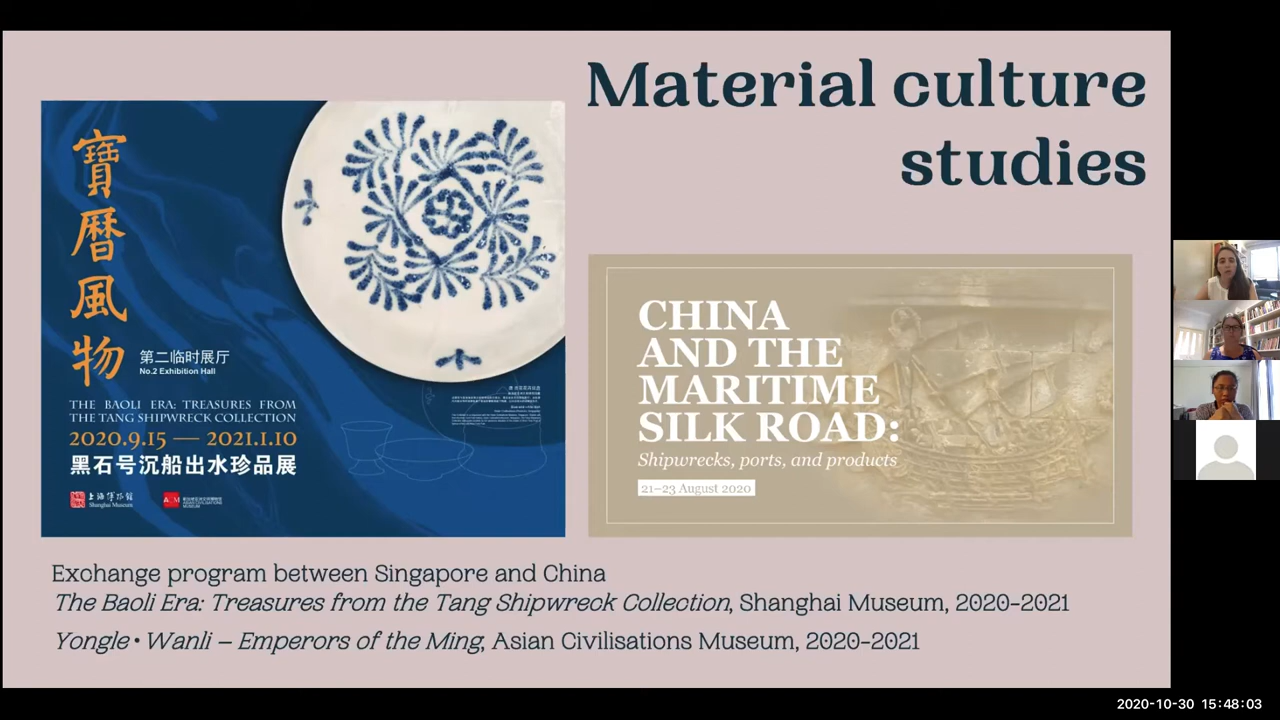 Material culture
studies
寶
曆
風
物
第二临时展厅
No.2 Exhibition Hall
THE BAOLI ERA: TREASURES FROM
THE TANG SHIPWRECK COLLECTION
2020.9.15 — 2021.1.10
黑石号沉船出水珍品展
上海博物館
Shanghai Museum
ACM
ASIAN CIVILISATIONS
MUSEUM
CHINA
AND THE
MARITIME
SILK ROAD:
Shipwrecks, ports, and products
21–23 August 2020
Exchange program between Singapore and China
The Baoli Era: Treasures from the Tang Shipwreck Collection, Shanghai Museum, 2020-2021
Yongle • Wanli – Emperors of the Ming, Asian Civilisations Museum, 2020-2021
2020-10-30 15:48:03